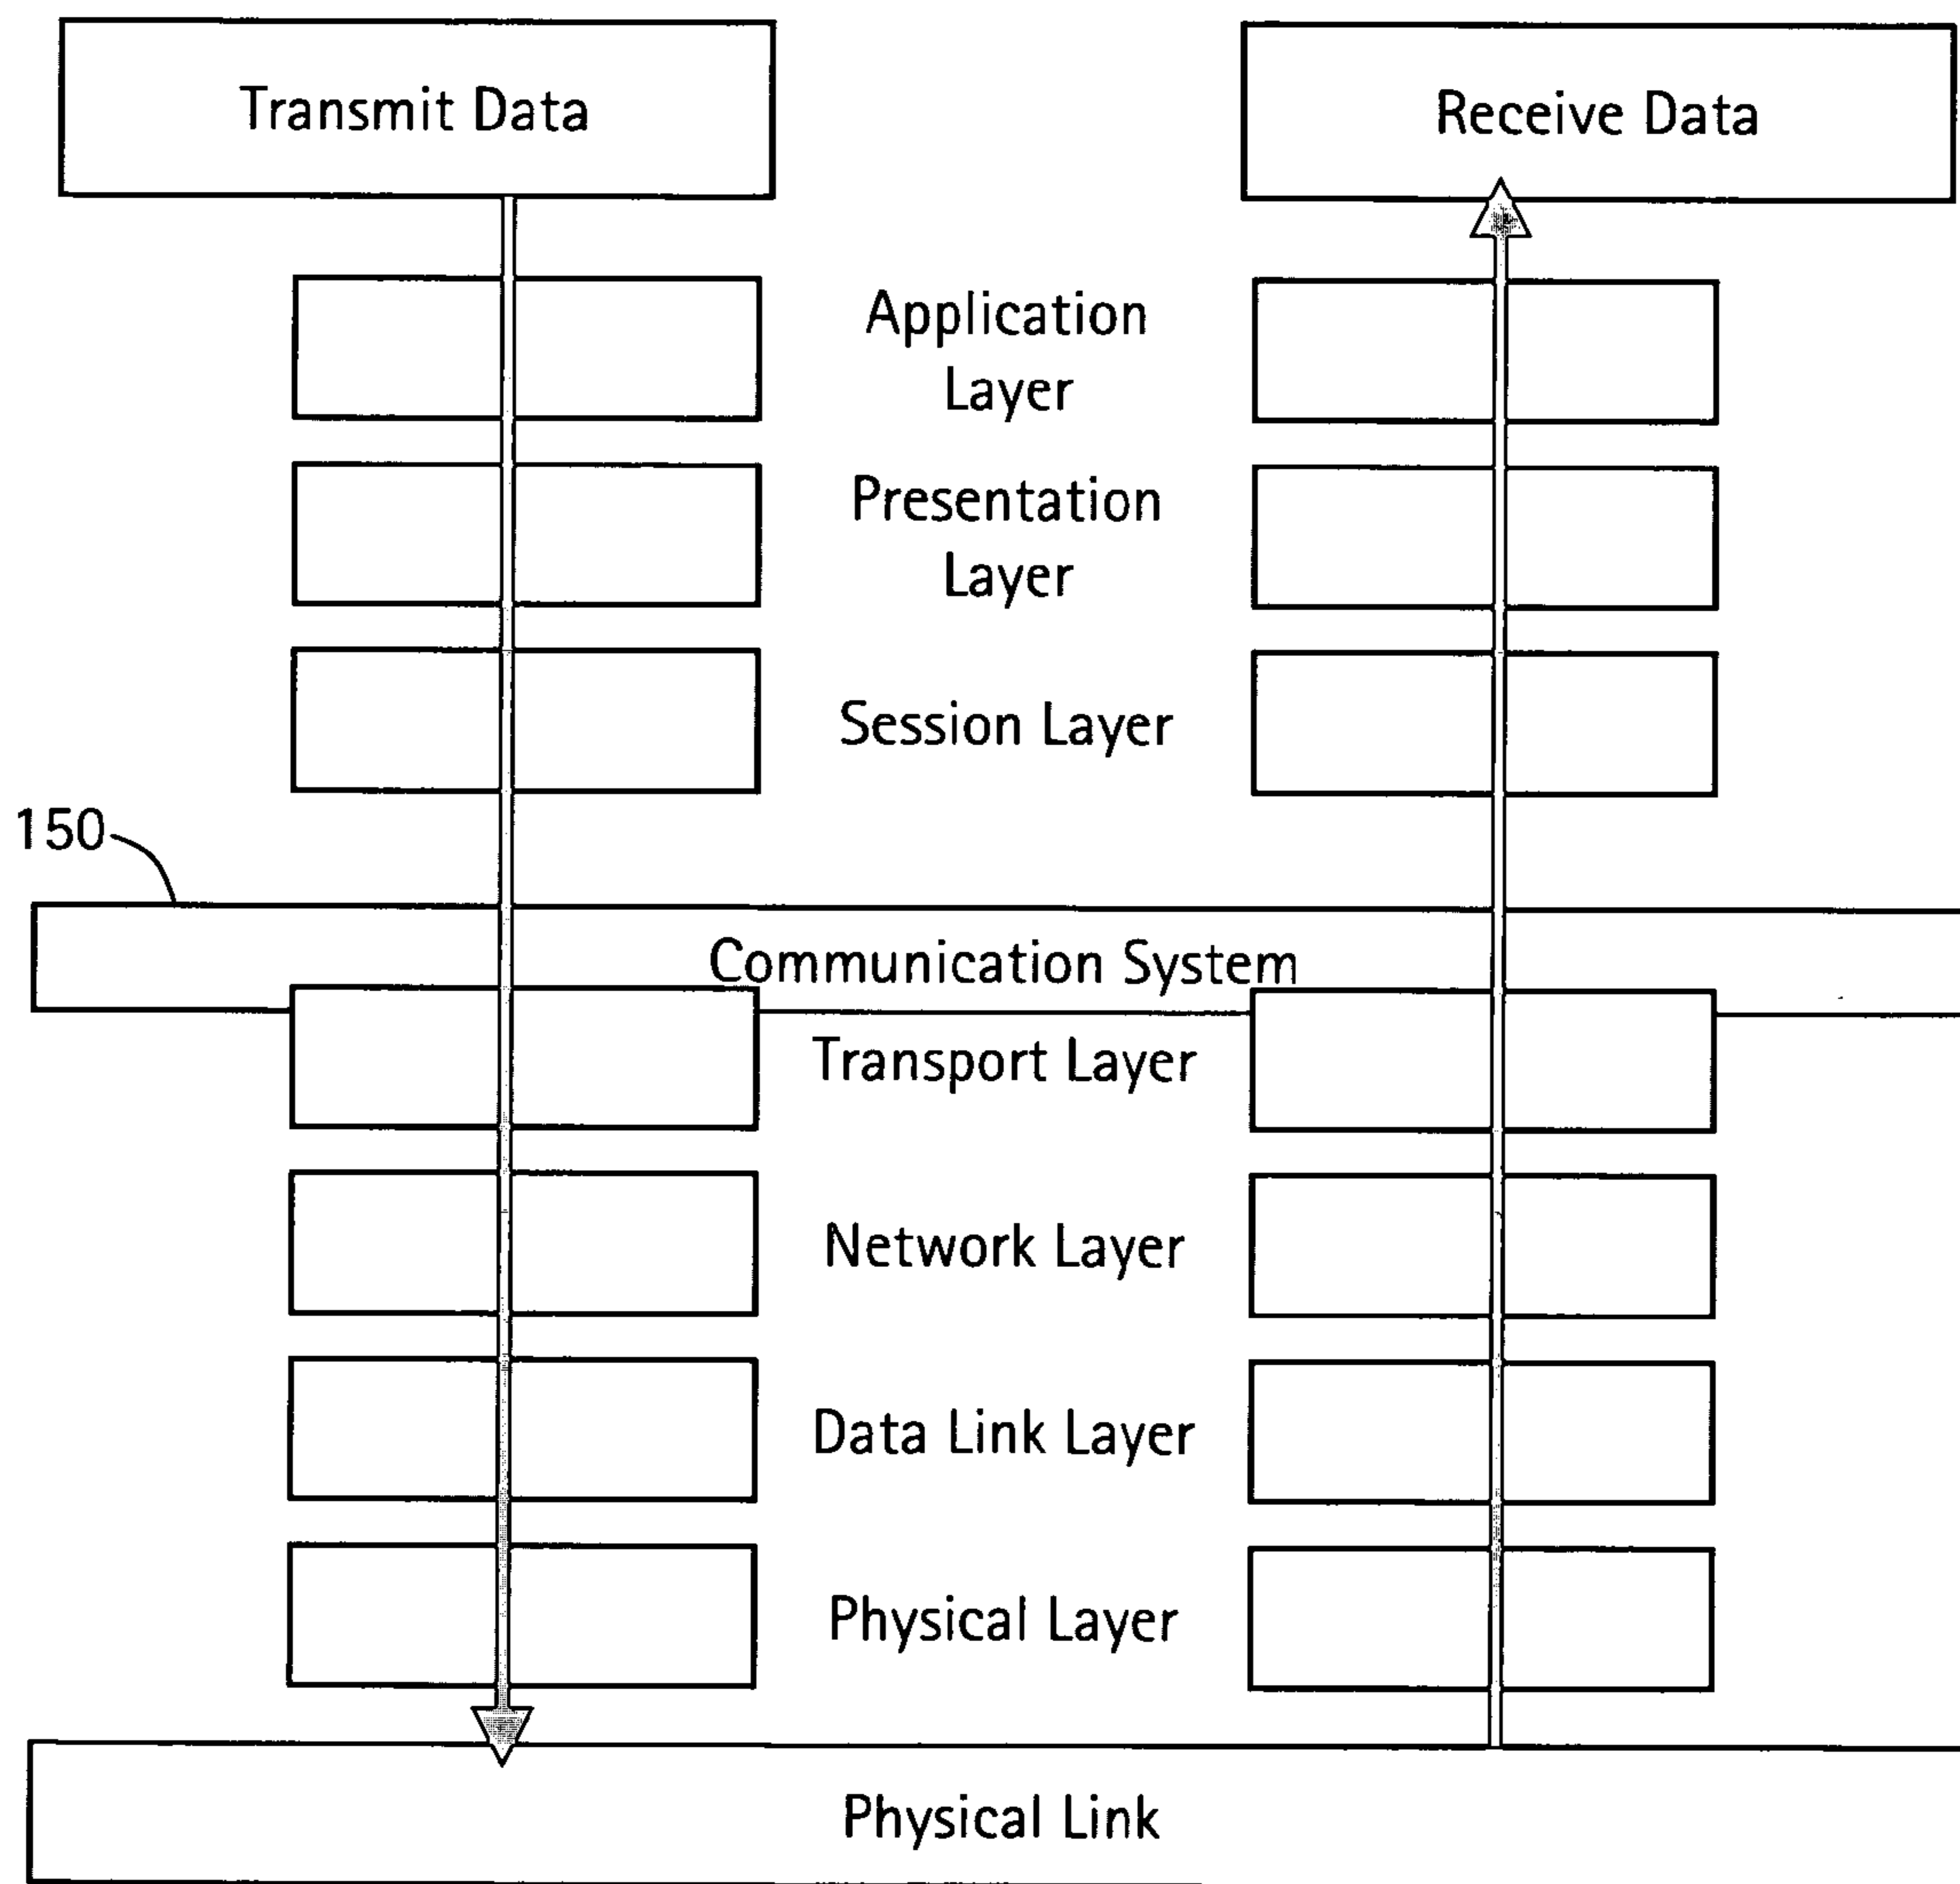 Transmit Data
Receive Data
Application
Layer
Presentation
Layer
Session Layer
150
Communication System
Transport Layer
Network Layer
Data Link Layer
Physical Layer
Physical Link